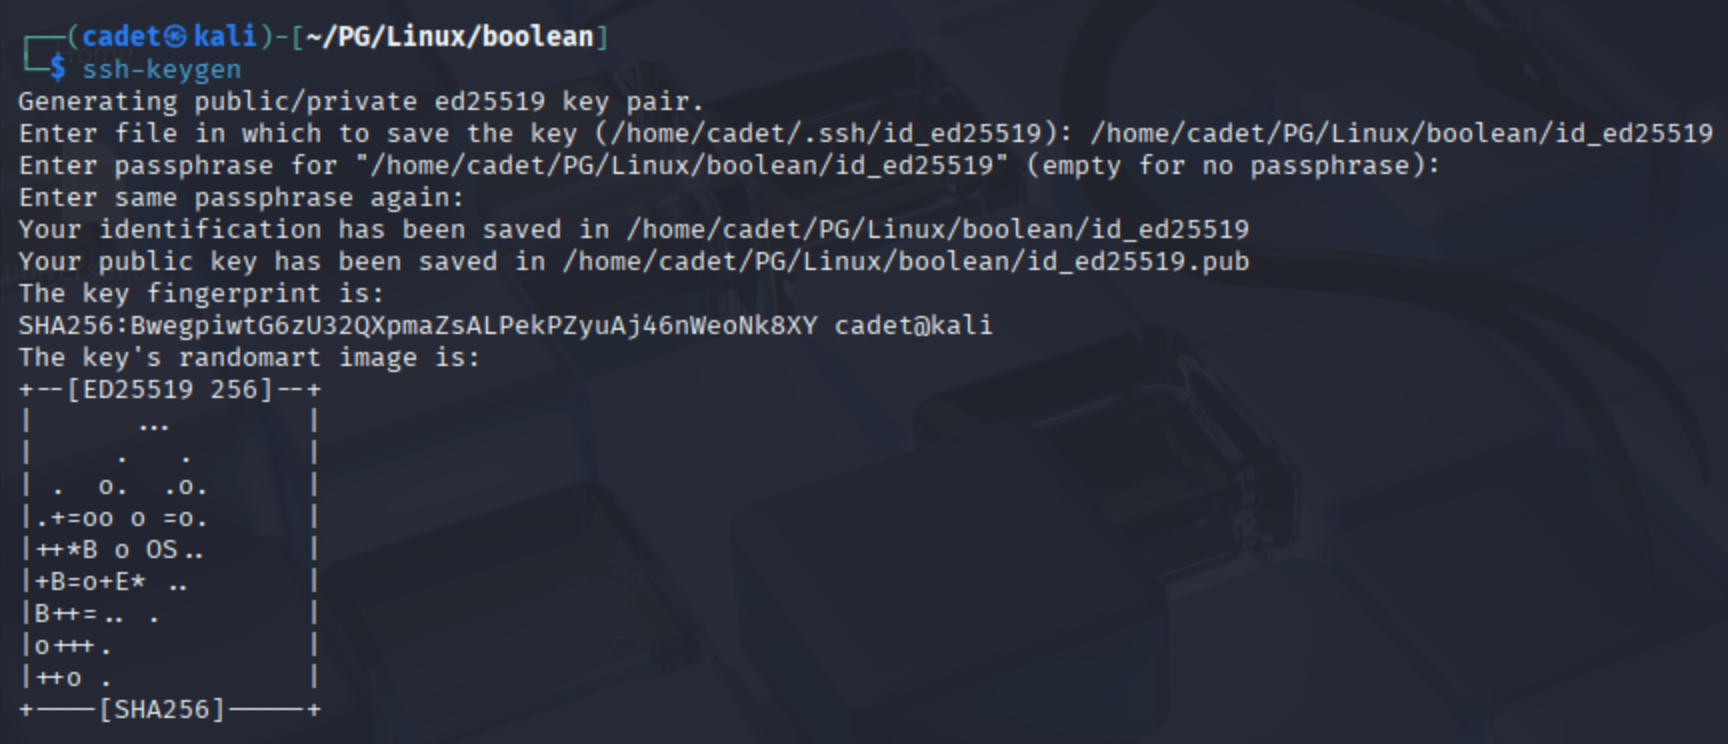 ┌──(cadet㉿kali)-[~/PG/Linux/boolean]
└─$ ssh-keygen
Generating public/private ed25519 key pair.
Enter file in which to save the key (/home/cadet/.ssh/id_ed25519): /home/cadet/PG/Linux/boolean/id_ed25519
Enter passphrase for "/home/cadet/PG/Linux/boolean/id_ed25519" (empty for no passphrase):
Enter same passphrase again:
Your identification has been saved in /home/cadet/PG/Linux/boolean/id_ed25519
Your public key has been saved in /home/cadet/PG/Linux/boolean/id_ed25519.pub
The key fingerprint is:
SHA256:BwegpiwtG6zU32QXpmaZsALPekPZyuAj46nWeoNk8XY cadet@kali
The key's randomart image is:
+--[ED25519 256]--+
|       ...         |
|     .   .       |
| .  o.  .o.      |
|.+=oo o =o.      |
|++*B o OS..      |
|+B=o+E* ..       |
|B++=.. .         |
|o+++.            |
|++o .            |
+----[SHA256]-----+